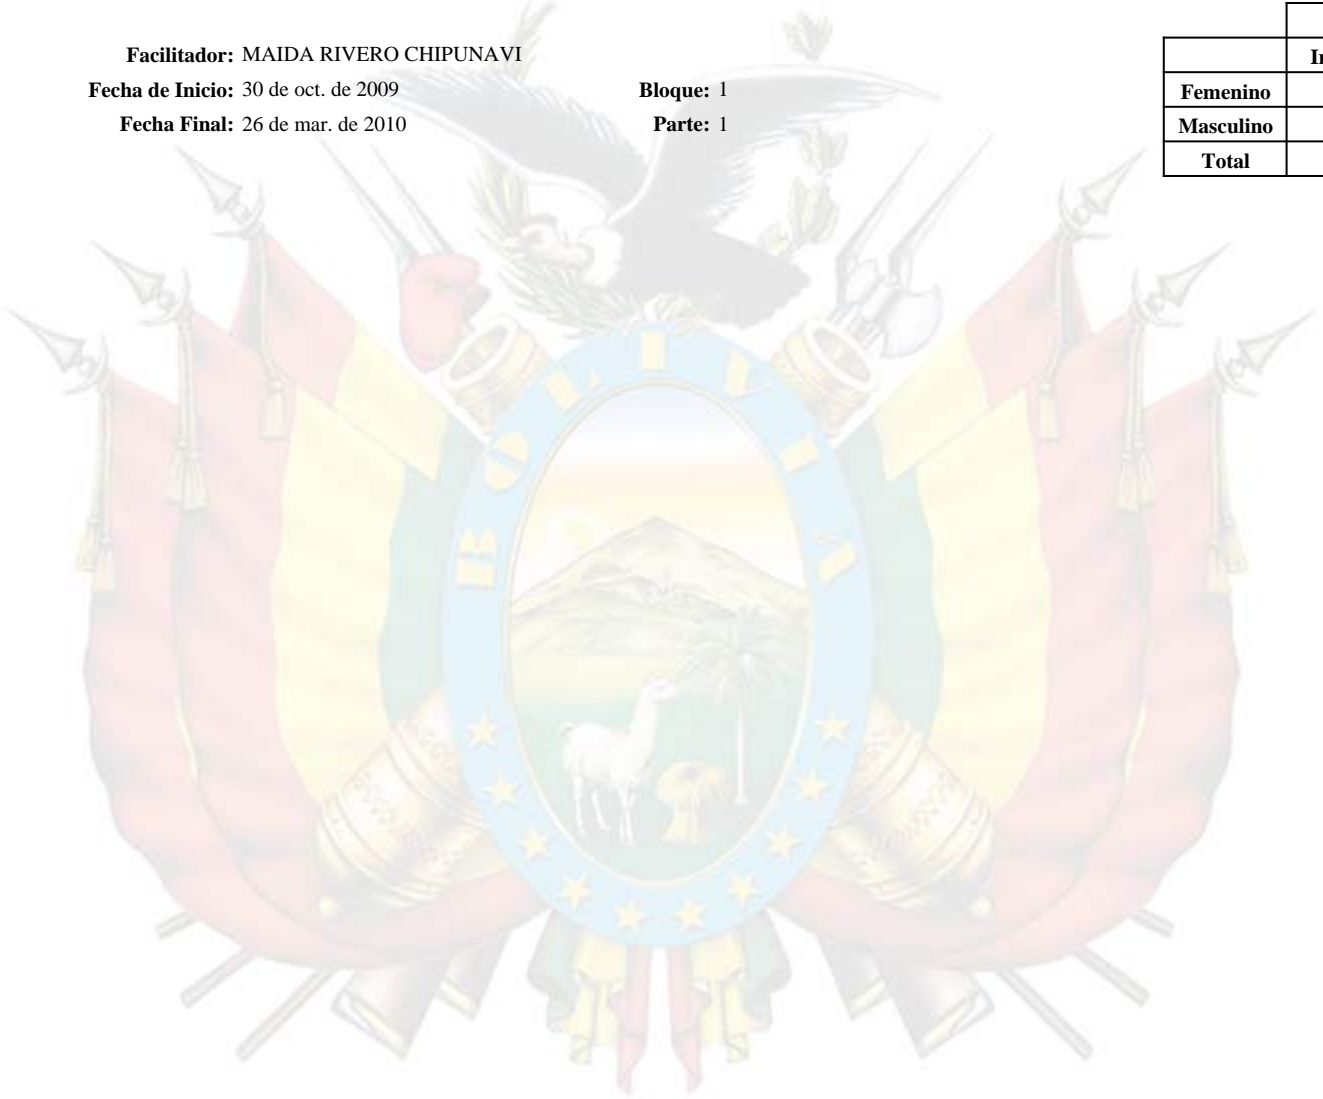 Facilitador: MAIDA RIVERO CHIPUNAVI
Fecha de Inicio: 30 de oct. de 2009 Bloque: 1
Fecha Final: 26 de mar. de 2010 Parte: 1
Femenino
Masculino
Total
BOLIVIA